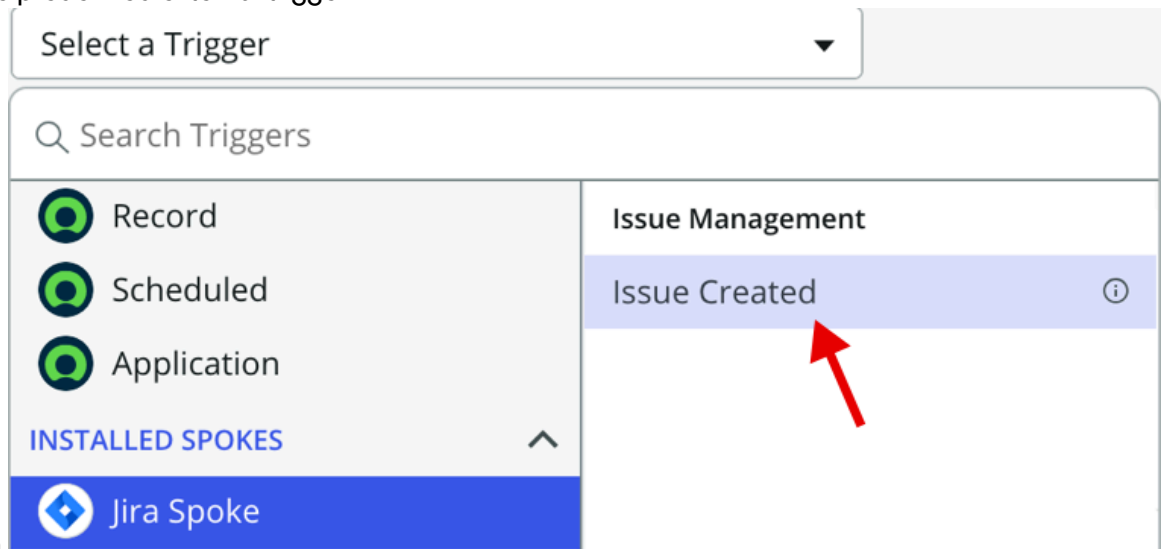 Select a Trigger
Search Triggers
Record
Scheduled
Application
INSTALLED SPOKES
Jira Spoke
Issue Management
Issue Created